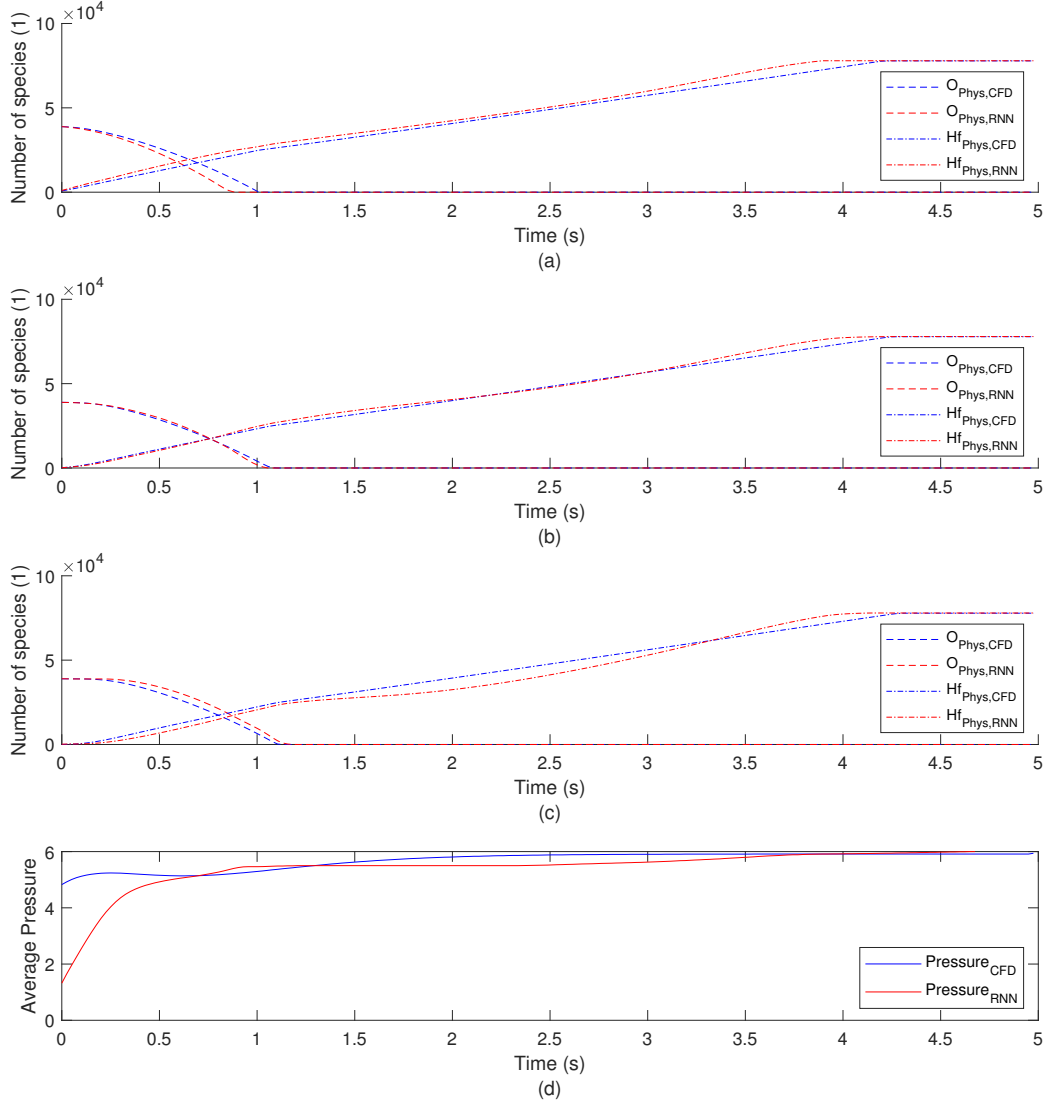 ×10^4
10
5
0
Number of species (1)
0 0.5 1 1.5 2 2.5 3 3.5 4 4.5 5
Time (s)
(a)
O_Phys,CFD
O_Phys,RNN
Hf_Phys,CFD
Hf_Phys,RNN
×10^4
10
5
0
Number of species (1)
0 0.5 1 1.5 2 2.5 3 3.5 4 4.5 5
Time (s)
(b)
O_Phys,CFD
O_Phys,RNN
Hf_Phys,CFD
Hf_Phys,RNN
×10^4
10
5
0
Number of species (1)
0 0.5 1 1.5 2 2.5 3 3.5 4 4.5 5
Time (s)
(c)
O_Phys,CFD
O_Phys,RNN
Hf_Phys,CFD
Hf_Phys,RNN
6
4
2
0
Average Pressure
0 0.5 1 1.5 2 2.5 3 3.5 4 4.5 5
Time (s)
(d)
Pressure_CFD
Pressure_RNN